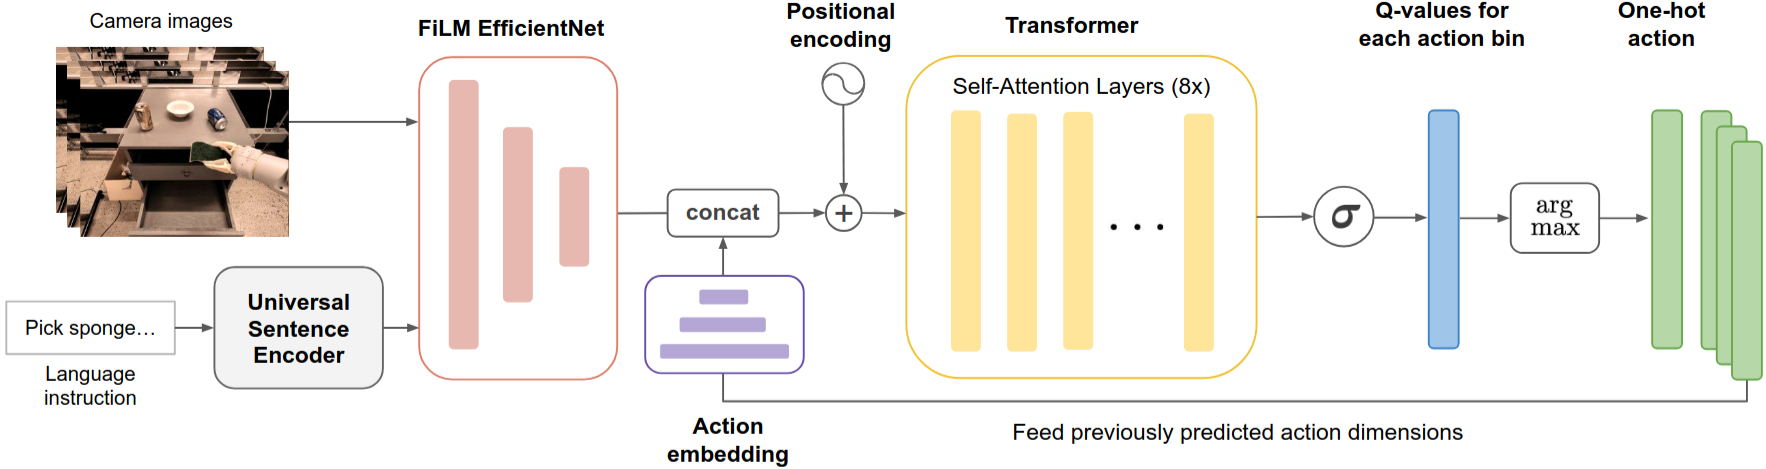 Camera images
FiLM EfficientNet
Positional
encoding
Transformer
Q-values for
each action bin
One-hot
action
Self-Attention Layers (8x)
concat
+
σ
arg
max
Pick sponge…
Universal
Sentence
Encoder
Language
instruction
Action
embedding
Feed previously predicted action dimensions